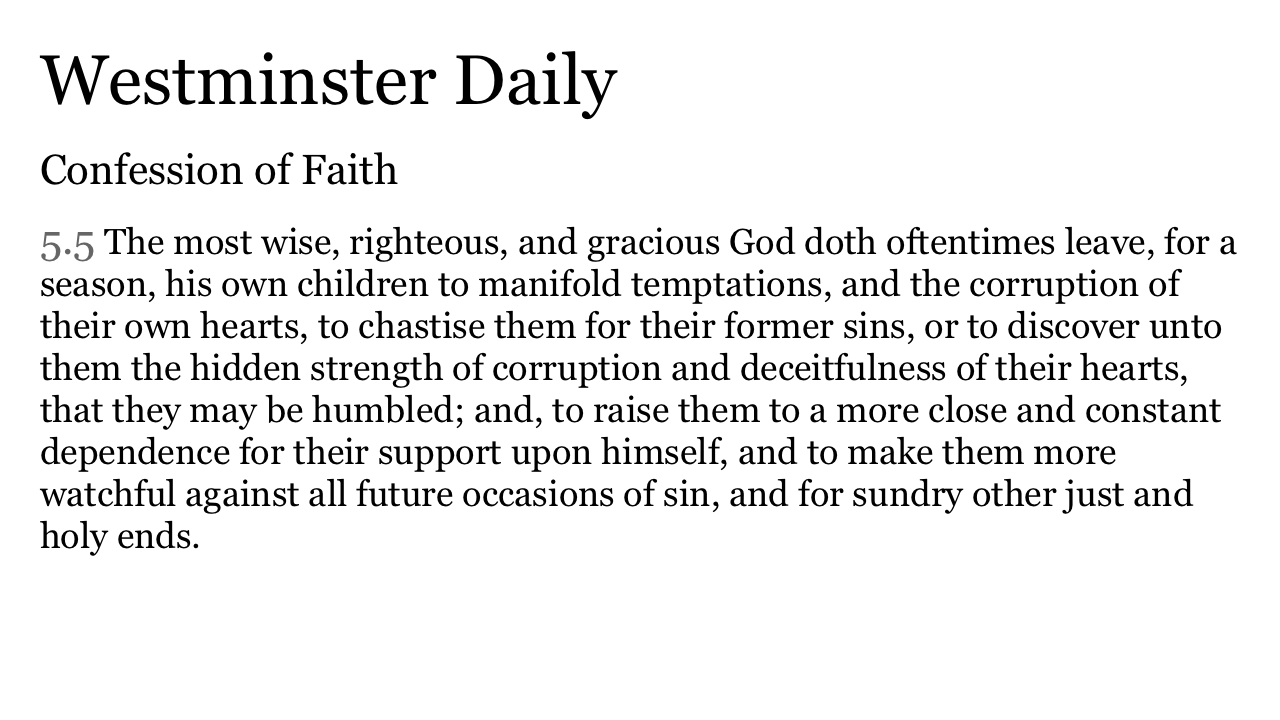 Westminster Daily
Confession of Faith
5.5 The most wise, righteous, and gracious God doth oftentimes leave, for a
season, his own children to manifold temptations, and the corruption of
their own hearts, to chastise them for their former sins, or to discover unto
them the hidden strength of corruption and deceitfulness of their hearts,
that they may be humbled; and, to raise them to a more close and constant
dependence for their support upon himself, and to make them more
watchful against all future occasions of sin, and for sundry other just and
holy ends.